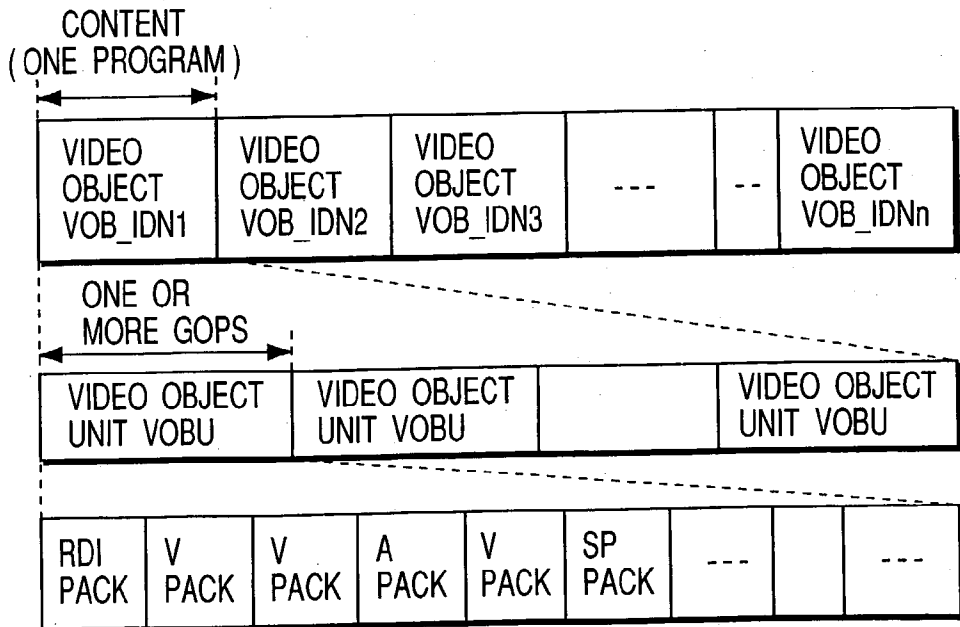 CONTENT
(ONE PROGRAM)
VIDEO
OBJECT
VOB_IDN1
VIDEO
OBJECT
VOB_IDN2
VIDEO
OBJECT
VOB_IDN3
---
--
VIDEO
OBJECT
VOB_IDNn
ONE OR
MORE GOPS
VIDEO OBJECT
UNIT VOBU
VIDEO OBJECT
UNIT VOBU
VIDEO OBJECT
UNIT VOBU
RDI
PACK
V
PACK
V
PACK
A
PACK
V
PACK
SP
PACK
---
---